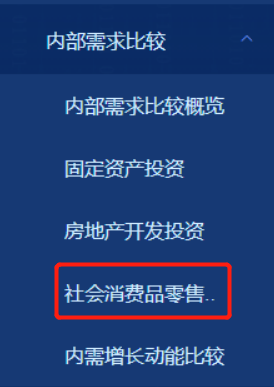 内部需求比较
内部需求比较概览
固定资产投资
房地产开发投资
社会消费品零售..
内需增长动能比较